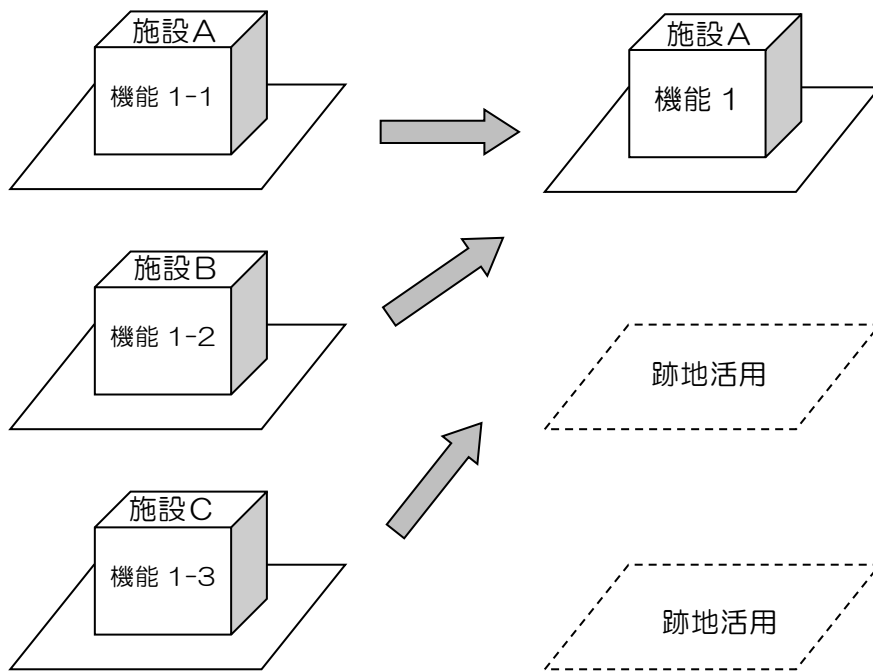 施設A
機能 1-1
施設A
機能 1
施設B
機能 1-2
跡地活用
施設C
機能 1-3
跡地活用